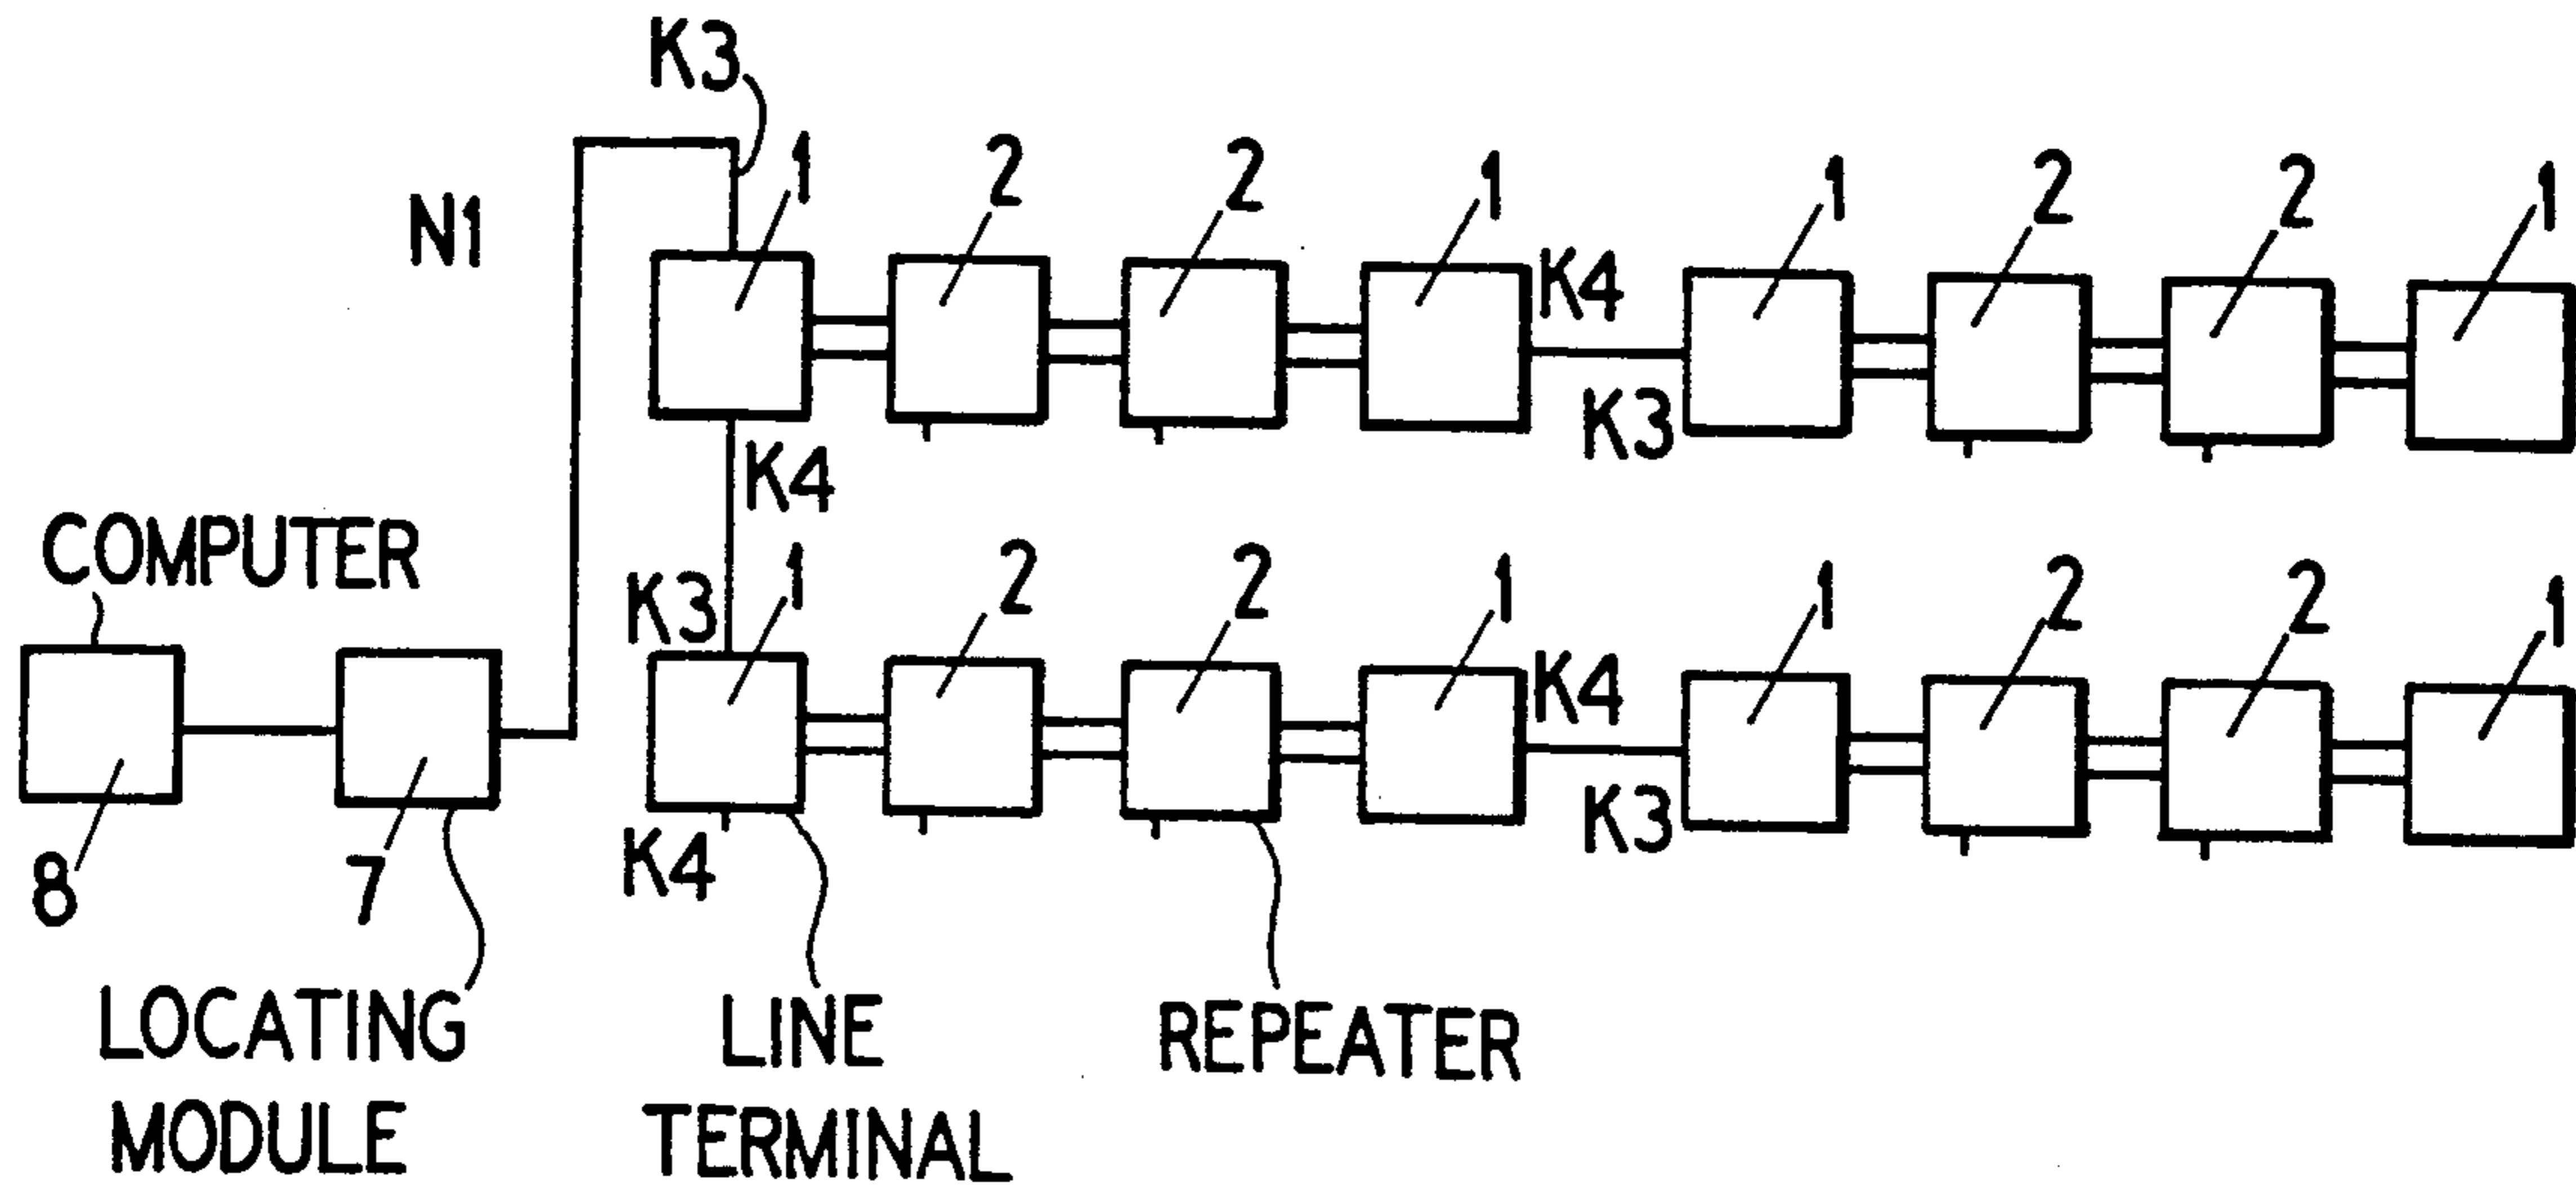 K3
N1
1 2 2 1 1 2 2 1
K4
K3
K4
COMPUTER
K3
1 2 2 1 1 2 2 1
K4
K3
K4
8
7
LOCATING
MODULE
LINE
TERMINAL
REPEATER